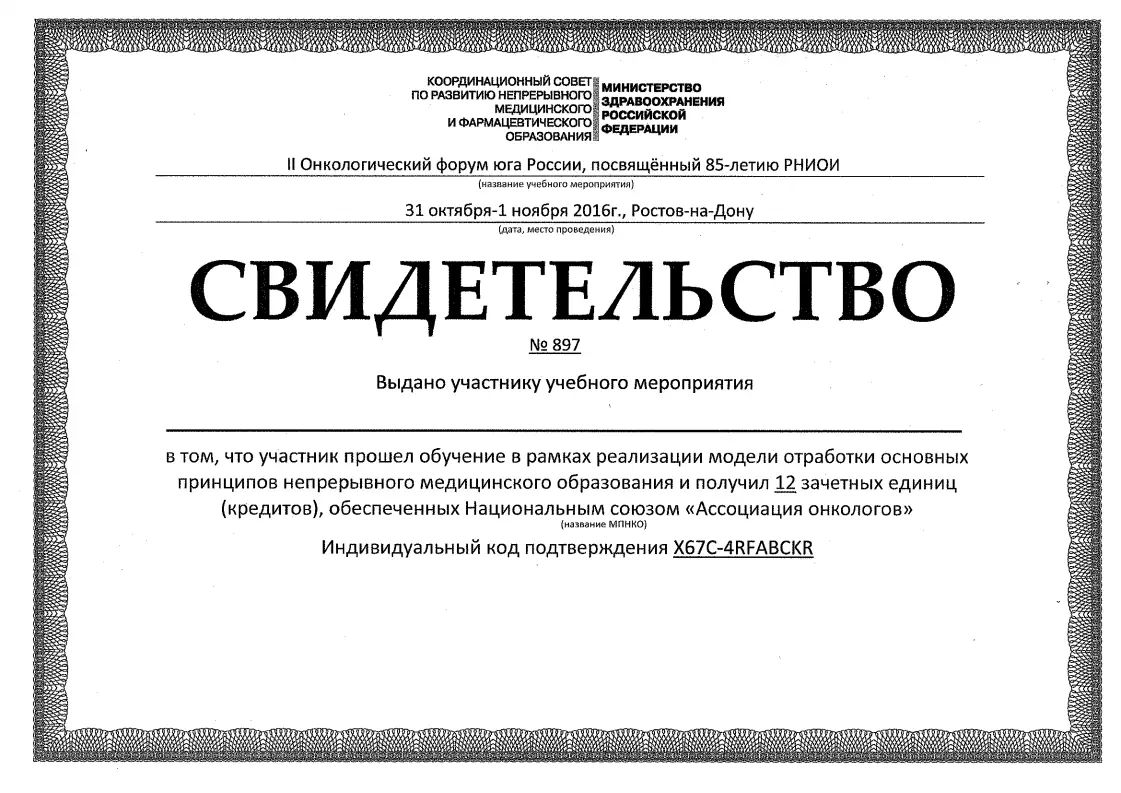 КООРДИНАЦИОННЫЙ СОВЕТ
ПО РАЗВИТИЮ НЕПРЕРЫВНОГО
МЕДИЦИНСКОГО
И ФАРМАЦЕВТИЧЕСКОГО
ОБРАЗОВАНИЯ
МИНИСТЕРСТВО
ЗДРАВООХРАНЕНИЯ
РОССИЙСКОЙ
ФЕДЕРАЦИИ
II Онкологический форум юга России, посвящённый 85-летию РНИОИ
(название учебного мероприятия)
31 октября-1 ноября 2016г., Ростов-на-Дону
(дата, место проведения)
СВИДЕТЕЛЬСТВО
№ 897
Выдано участнику учебного мероприятия
в том, что участник прошел обучение в рамках реализации модели отработки основных
принципов непрерывного медицинского образования и получил 12 зачетных единиц
(кредитов), обеспеченных Национальным союзом «Ассоциация онкологов»
(название МПНКО)
Индивидуальный код подтверждения X67C-4RFABCKR